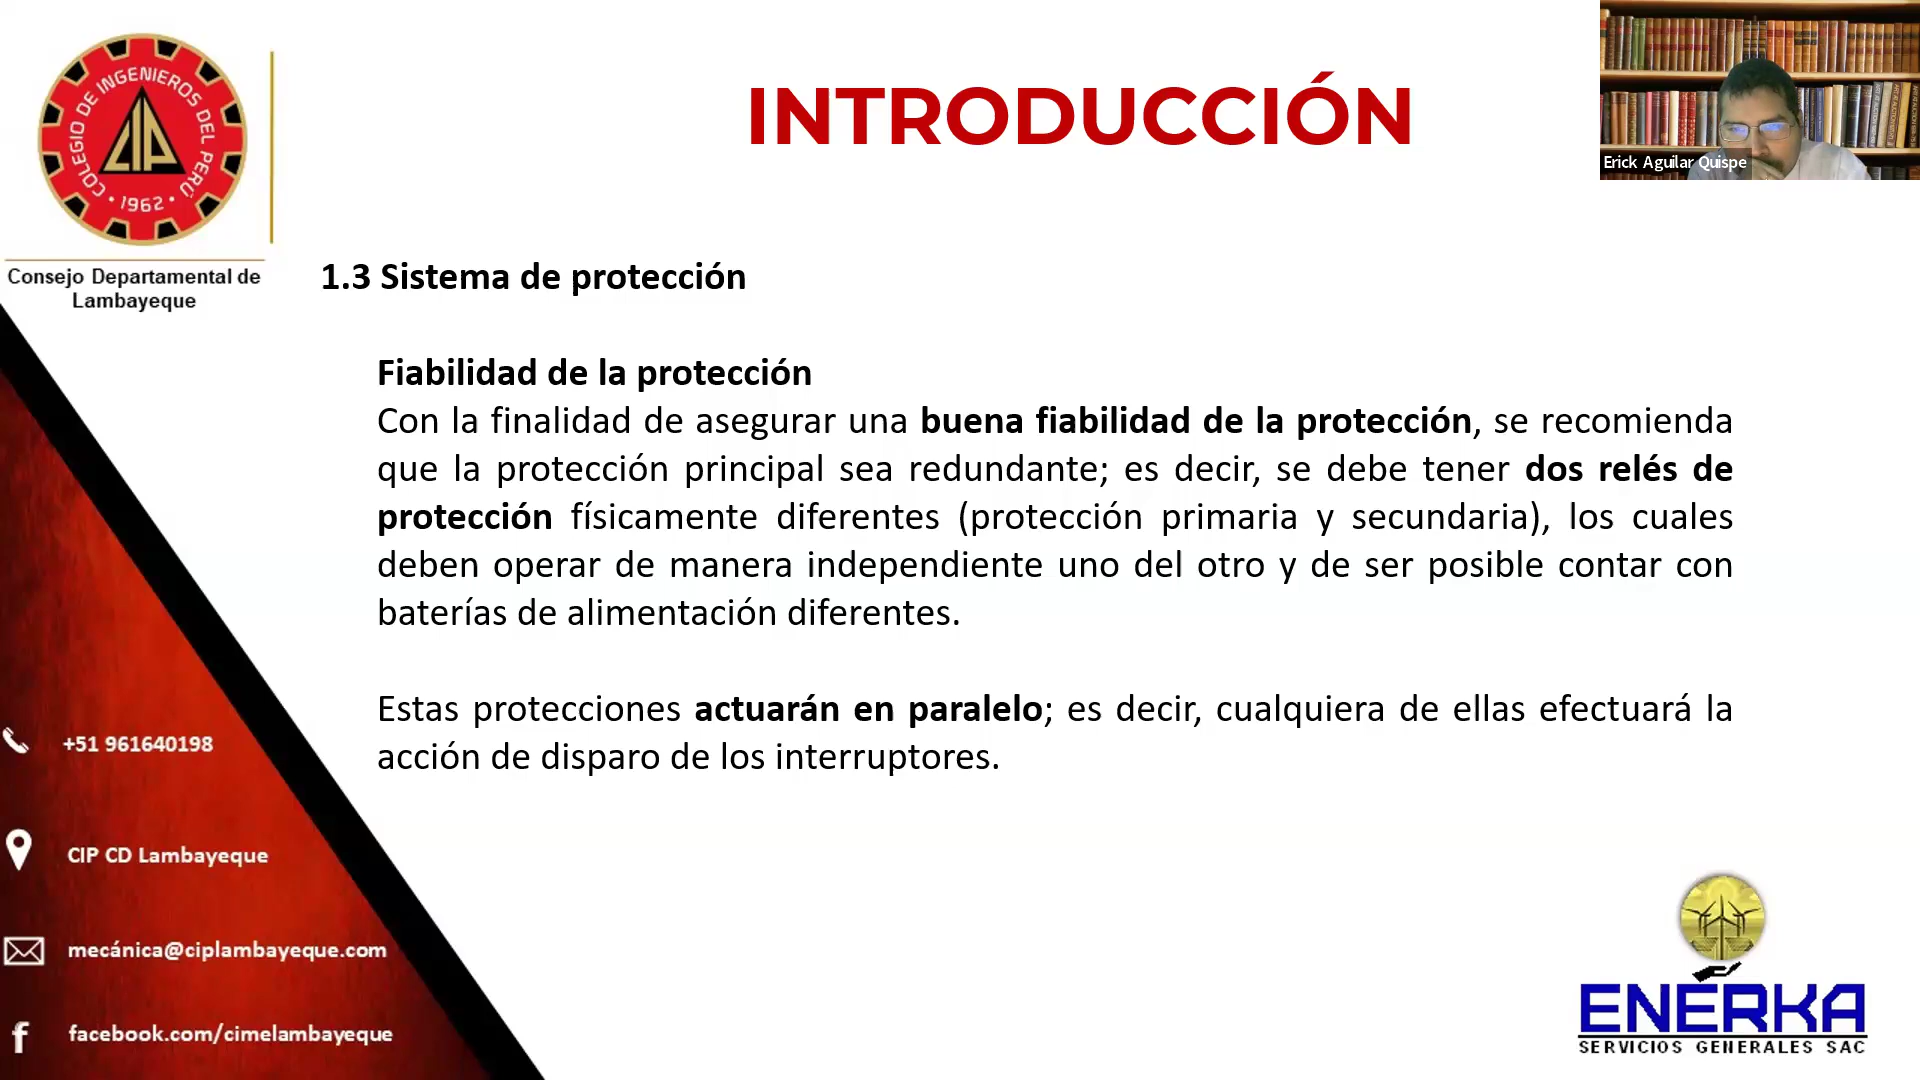 COLEGIO DE INGENIEROS DEL PERÚ
CIP
• 1962 •
Consejo Departamental de
Lambayeque
INTRODUCCIÓN
Erick Aguilar Quispe
1.3 Sistema de protección
Fiabilidad de la protección
Con la finalidad de asegurar una buena fiabilidad de la protección, se recomienda
que la protección principal sea redundante; es decir, se debe tener dos relés de
protección físicamente diferentes (protección primaria y secundaria), los cuales
deben operar de manera independiente uno del otro y de ser posible contar con
baterías de alimentación diferentes.
Estas protecciones actuarán en paralelo; es decir, cualquiera de ellas efectuará la
acción de disparo de los interruptores.
+51 961640198
CIP CD Lambayeque
mecánica@ciplambayeque.com
facebook.com/cimelambayeque
ENERKA
SERVICIOS GENERALES SAC